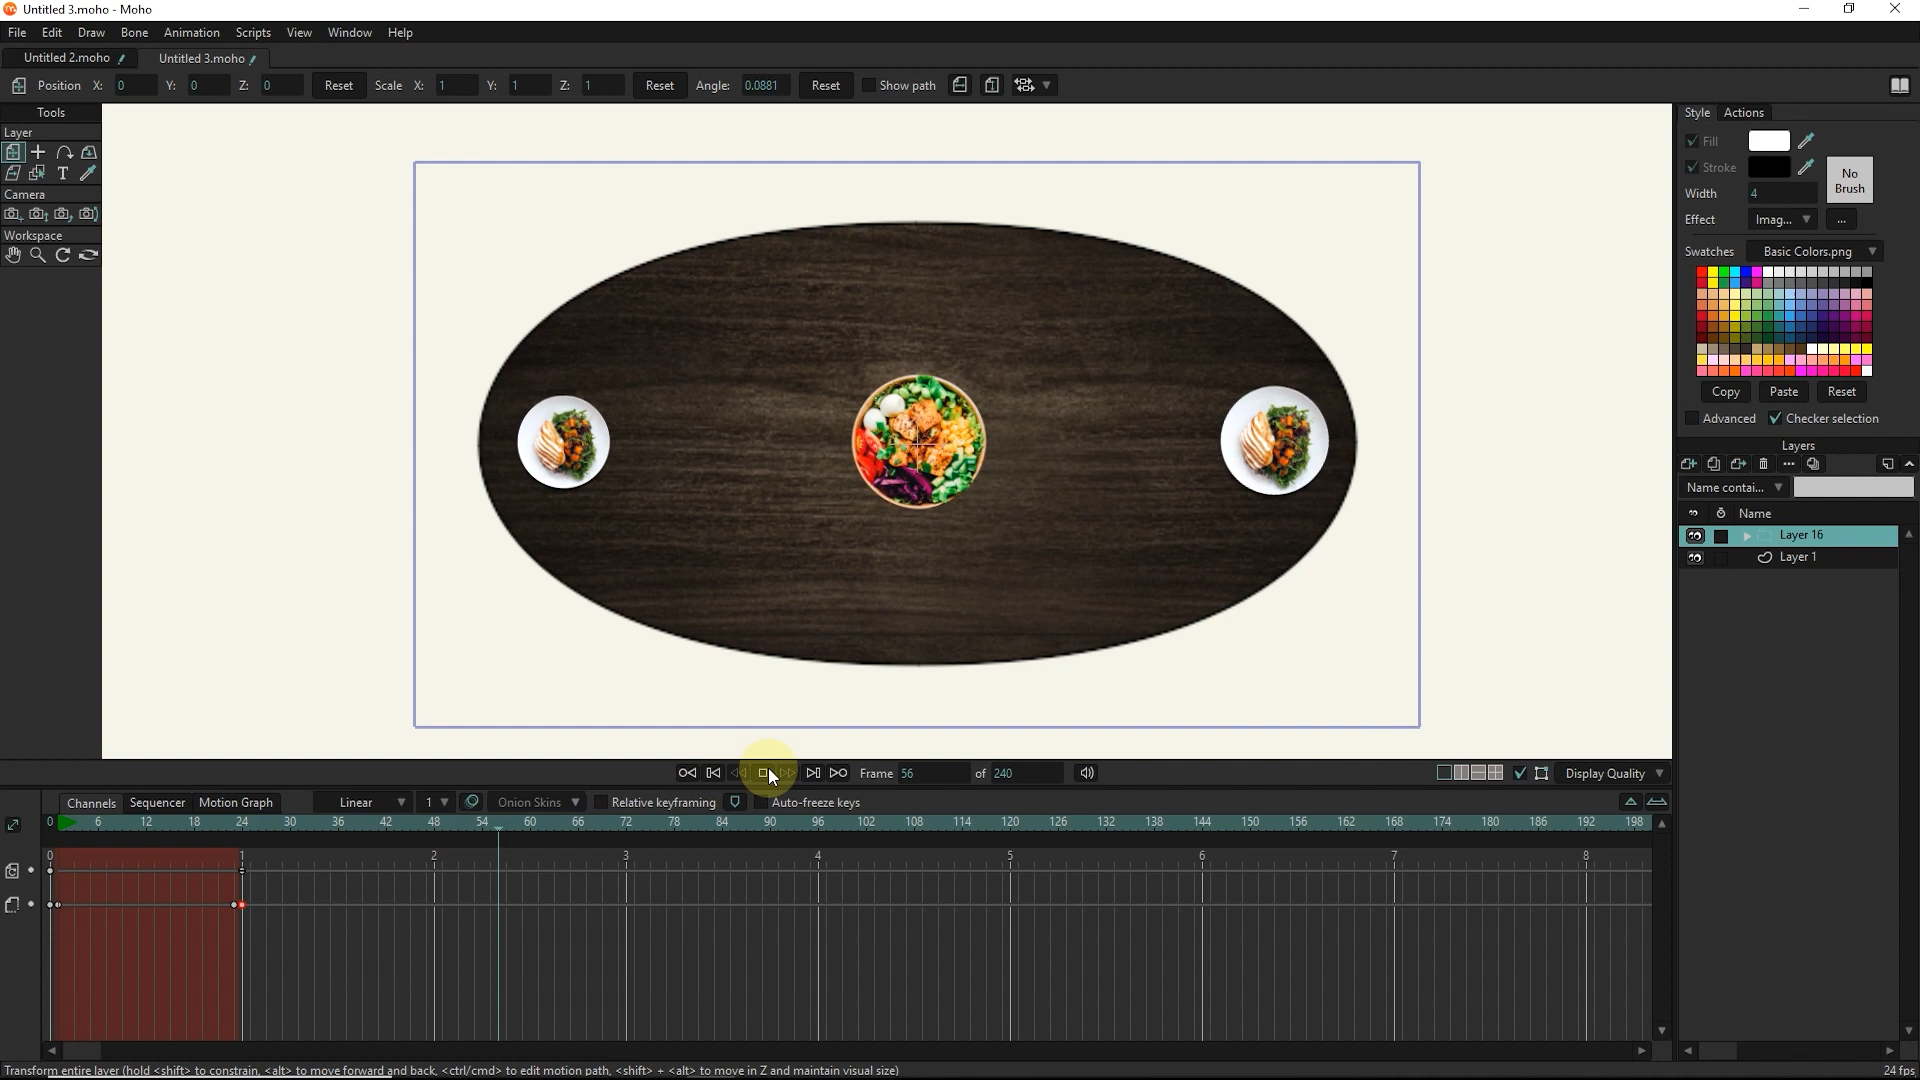 Untitled 3.moho - Moho
File Edit Draw Bone Animation Scripts View Window Help
Untitled 2.moho Untitled 3.moho
Position X: 0 Y: 0 Z: 0 Reset Scale X: 1 Y: 1 Z: 1 Reset Angle: 0.0881 Reset Show path
Tools
Layer
T
Camera
Workspace
Style Actions
Fill
Stroke
No
Brush
Width 4
Effect Imag... ...
Swatches Basic Colors.png
Copy Paste Reset
Advanced Checker selection
Layers
Name contai...
Name
Layer 16
Layer 1
Frame 56 of 240 Display Quality
Channels Sequencer Motion Graph Linear 1 Onion Skins Relative keyframing Auto-freeze keys
0 6 12 18 24 30 36 42 48 54 60 66 72 78 84 90 96 102 108 114 120 126 132 138 144 150 156 162 168 174 180 186 192 198
0 1 2 3 4 5 6 7 8
Transform entire layer (hold <shift> to constrain, <alt> to move forward and back, <ctrl/cmd> to edit motion path, <shift> + <alt> to move in Z and maintain visual size) 24 fps